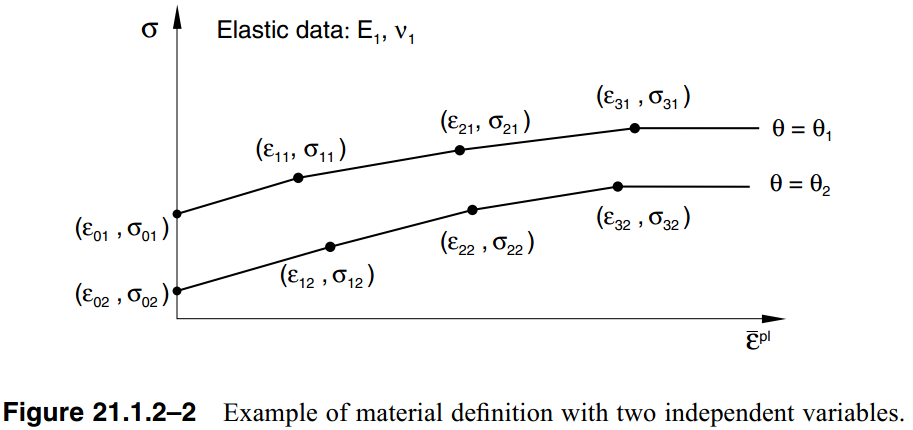 σ
Elastic data: E₁, ν₁
(ε₃₁ , σ₃₁)
(ε₂₁, σ₂₁)
θ = θ₁
(ε₁₁, σ₁₁)
θ = θ₂
(ε₀₁ , σ₀₁)
(ε₃₂ , σ₃₂)
(ε₂₂ , σ₂₂)
(ε₁₂ , σ₁₂)
(ε₀₂ , σ₀₂)
ε̅ᵖˡ
Figure 21.1.2–2 Example of material definition with two independent variables.